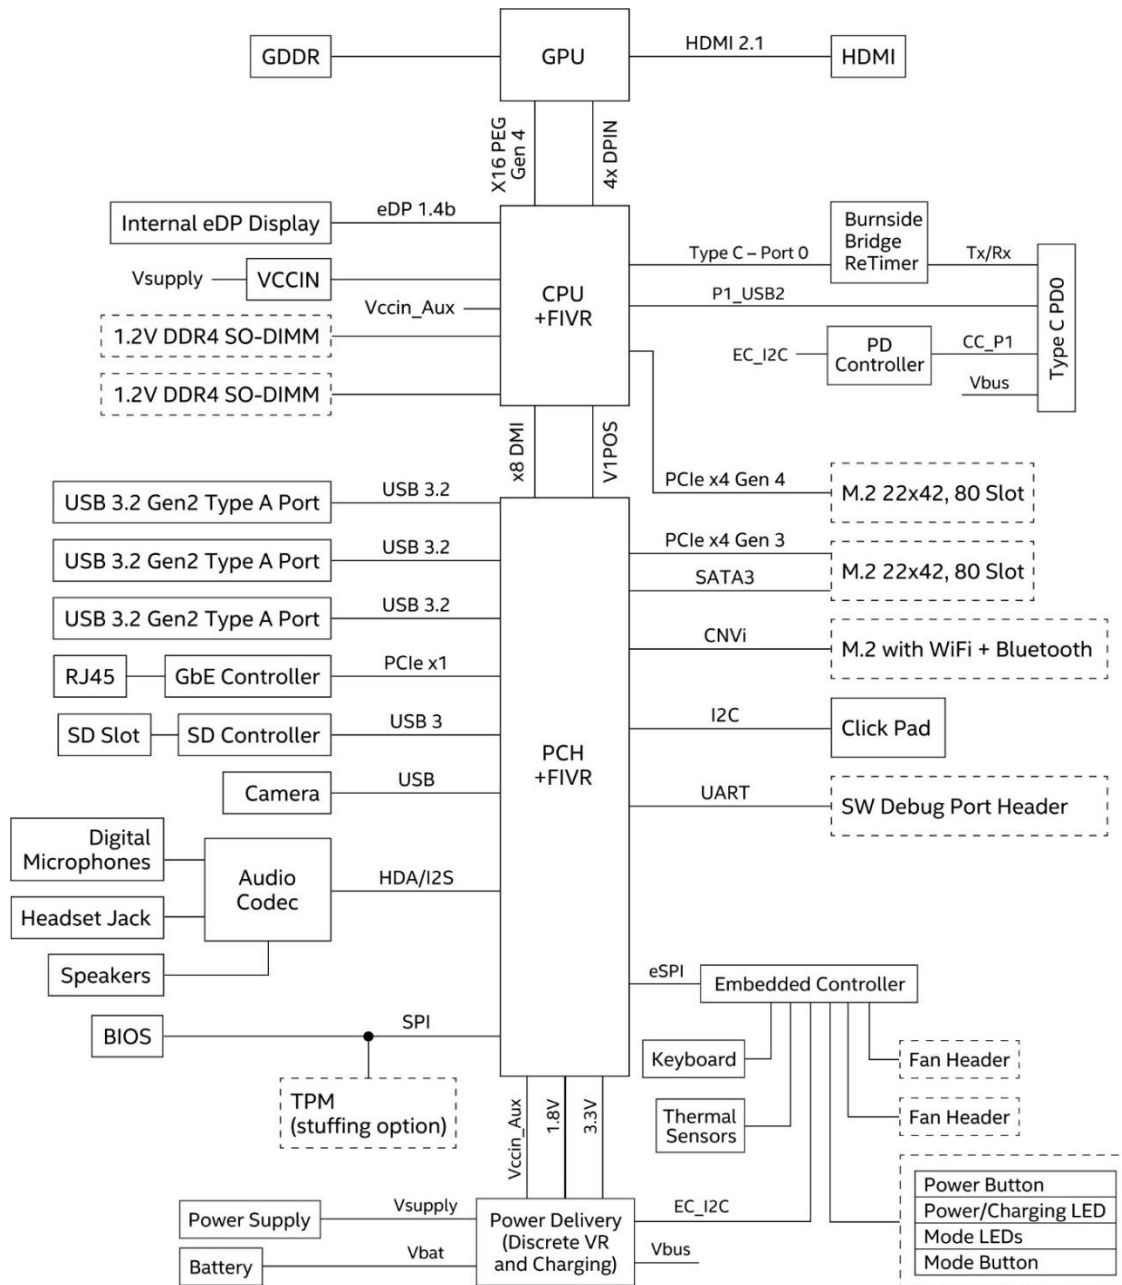 GDDR
GPU
HDMI 2.1
HDMI
X16 PEG
Gen 4
4x DPIN
Internal eDP Display
eDP 1.4b
Vsupply
VCCIN
Vccin_Aux
1.2V DDR4 SO-DIMM
1.2V DDR4 SO-DIMM
CPU
+FIVR
Type C – Port 0
Burnside
Bridge
ReTimer
Tx/Rx
P1_USB2
EC_I2C
PD
Controller
CC_P1
Vbus
Type C PD0
x8 DMI
V1POS
PCIe x4 Gen 4
M.2 22x42, 80 Slot
USB 3.2 Gen2 Type A Port
USB 3.2
USB 3.2 Gen2 Type A Port
USB 3.2
USB 3.2 Gen2 Type A Port
USB 3.2
RJ45
GbE Controller
PCIe x1
SD Slot
SD Controller
USB 3
Camera
USB
Digital
Microphones
Headset Jack
Speakers
Audio
Codec
HDA/I2S
BIOS
SPI
TPM
(stuffing option)
PCH
+FIVR
PCIe x4 Gen 3
SATA3
M.2 22x42, 80 Slot
CNVi
M.2 with WiFi + Bluetooth
I2C
Click Pad
UART
SW Debug Port Header
eSPI
Embedded Controller
Keyboard
Thermal
Sensors
Fan Header
Fan Header
Power Button
Power/Charging LED
Mode LEDs
Mode Button
Vccin_Aux
1.8V
3.3V
Power Supply
Vsupply
Battery
Vbat
Power Delivery
(Discrete VR
and Charging)
EC_I2C
Vbus